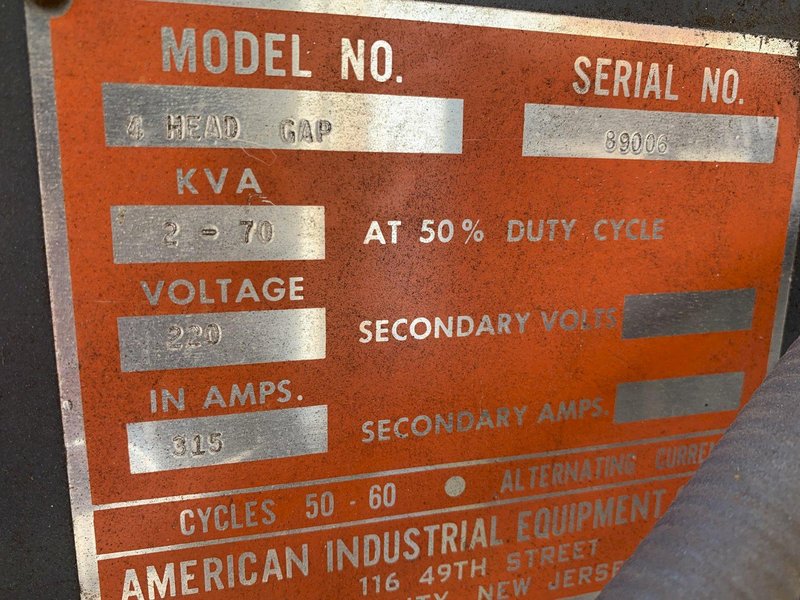 MODEL NO. SERIAL NO.
4 HEAD GAP 89006
KVA
2 - 70 AT 50% DUTY CYCLE
VOLTAGE
220 SECONDARY VOLTS
IN AMPS.
315 SECONDARY AMPS.
CYCLES 50 - 60 • ALTERNATING CURRE
AMERICAN INDUSTRIAL EQUIPMENT
116 49TH STREET
NEW JERSE